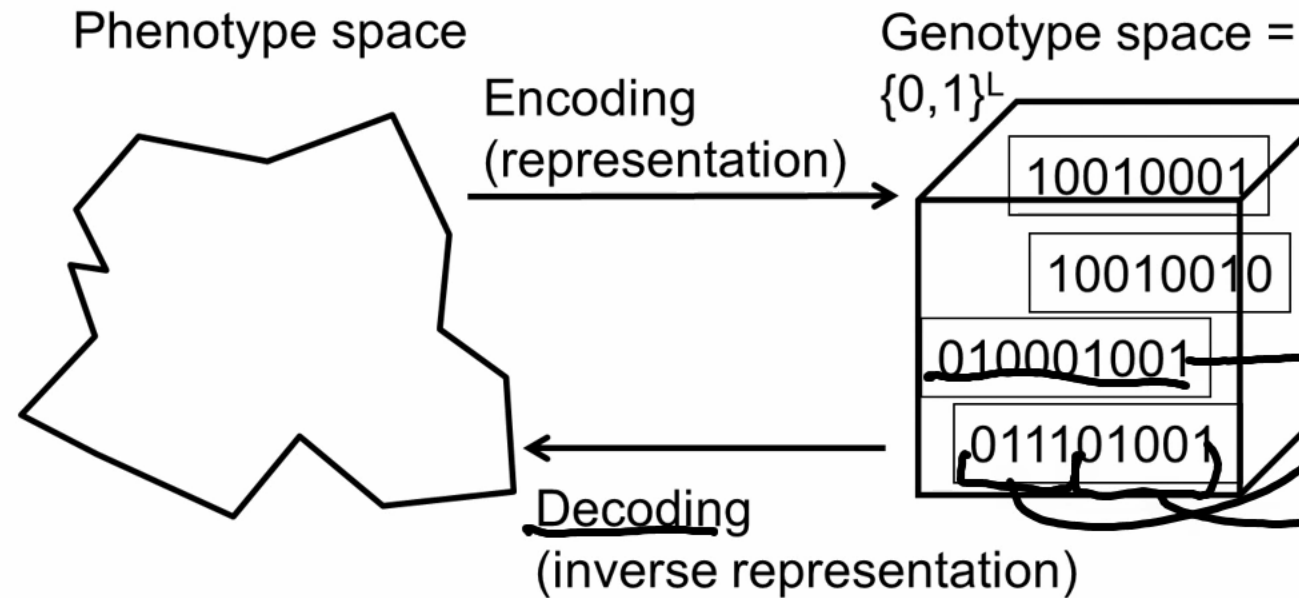 Phenotype space
Genotype space =
{0,1}ᴸ
Encoding
(representation)
10010001
10010010
010001001
011101001
Decoding
(inverse representation)